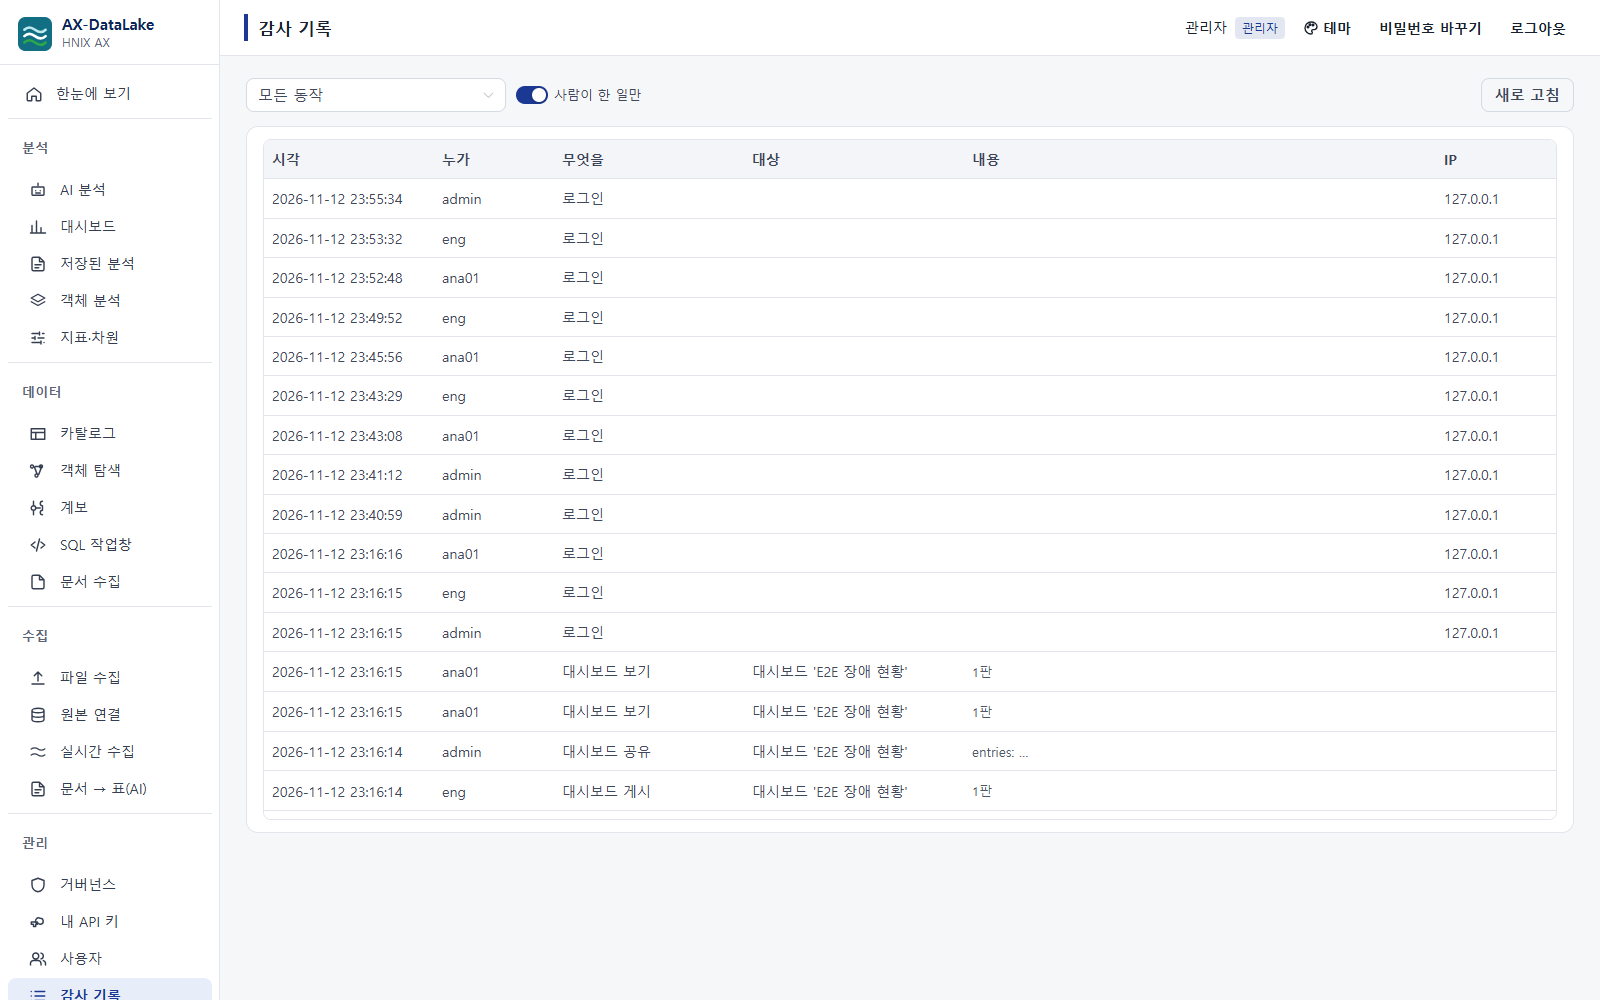 AX-DataLake
HNIX AX
한눈에 보기
분석
AI 분석
대시보드
저장된 분석
객체 분석
지표·차원
데이터
카탈로그
객체 탐색
계보
SQL 작업창
문서 수집
수집
파일 수집
원본 연결
실시간 수집
문서 → 표(AI)
관리
거버넌스
내 API 키
사용자
감사 기록
감사 기록
관리자 관리자 테마 비밀번호 바꾸기 로그아웃
모든 동작 사람이 한 일만 새로 고침
시각 누가 무엇을 대상 내용 IP
2026-11-12 23:55:34 admin 로그인 127.0.0.1
2026-11-12 23:53:32 eng 로그인 127.0.0.1
2026-11-12 23:52:48 ana01 로그인 127.0.0.1
2026-11-12 23:49:52 eng 로그인 127.0.0.1
2026-11-12 23:45:56 ana01 로그인 127.0.0.1
2026-11-12 23:43:29 eng 로그인 127.0.0.1
2026-11-12 23:43:08 ana01 로그인 127.0.0.1
2026-11-12 23:41:12 admin 로그인 127.0.0.1
2026-11-12 23:40:59 admin 로그인 127.0.0.1
2026-11-12 23:16:16 ana01 로그인 127.0.0.1
2026-11-12 23:16:15 eng 로그인 127.0.0.1
2026-11-12 23:16:15 admin 로그인 127.0.0.1
2026-11-12 23:16:15 ana01 대시보드 보기 대시보드 'E2E 장애 현황' 1판
2026-11-12 23:16:15 ana01 대시보드 보기 대시보드 'E2E 장애 현황' 1판
2026-11-12 23:16:14 admin 대시보드 공유 대시보드 'E2E 장애 현황' entries: ...
2026-11-12 23:16:14 eng 대시보드 게시 대시보드 'E2E 장애 현황' 1판